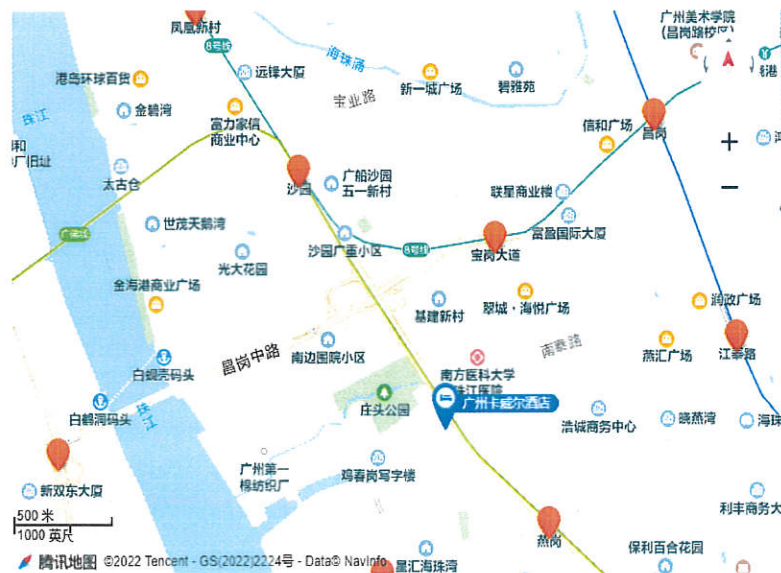 凤凰新村
8号线
海珠涌
广州美术学院
(昌岗路校区)
远锋大厦
港岛环球百货
珠江
金碧湾
新一城广场
碧雅苑
宝业路
富力家信
商业中心
信和广场
昌岗
太古仓
沙园
广船沙园
五一新村
联星商业楼
世茂天鹅湾
沙园广重小区
8号线
宝岗大道
富盈国际大厦
光大花园
金海港商业广场
基建新村
翠城·海悦广场
润政广场
昌岗中路
南边围院小区
南泰路
燕汇广场
江泰路
白蚬壳码头
南方医科大学
珠江医院
白鹤洞码头
珠江
庄头公园
广州卡威尔酒店
浩诚商务中心
晓燕湾
海珠
广州第一
棉纺织厂
鸡春岗写字楼
新双东大厦
利丰商务大
500 米
1000 英尺
燕岗
保利百合花园
星汇海珠湾
腾讯地图 ©2022 Tencent - GS(2022)2224号 - Data© NavInfo